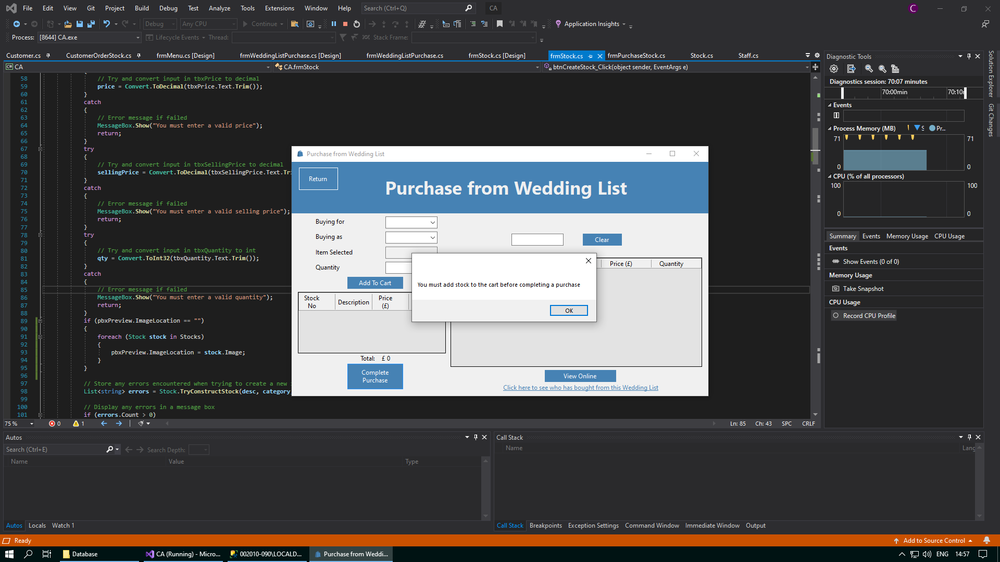 File Edit View Git Project Build Debug Test Analyze Tools Extensions Window Help Search (Ctrl+Q) CA C
Debug Any CPU Continue Application Insights
Process: [8644] CA.exe Lifecycle Events Thread: Stack Frame:
Customer.cs CustomerOrderStock.cs frmMenu.cs [Design] frmWeddingListPurchase.cs [Design] frmWeddingListPurchase.cs frmStock.cs [Design] frmStock.cs frmPurchaseStock.cs Stock.cs Staff.cs
C# CA CA.frmStock btnCreateStock_Click(object sender, EventArgs e)
58 // Try and convert input in tbxPrice to decimal
59 price = Convert.ToDecimal(tbxPrice.Text.Trim());
60 }
61 catch
62 {
63 // Error message if failed
64 MessageBox.Show("You must enter a valid price");
65 return;
66 }
67 try
68 {
69 // Try and convert input in tbxSellingPrice to decimal
70 sellingPrice = Convert.ToDecimal(tbxSellingPrice.Text.Tri
71 }
72 catch
73 {
74 // Error message if failed
75 MessageBox.Show("You must enter a valid selling price");
76 return;
77 }
78 try
79 {
80 // Try and convert input in tbxQuantity to int
81 qty = Convert.ToInt32(tbxQuantity.Text.Trim());
82 }
83 catch
84 {
85 // Error message if failed
86 MessageBox.Show("You must enter a valid quantity");
87 return;
88 }
89 if (pbxPreview.ImageLocation == "")
90 {
91 foreach (Stock stock in Stocks)
92 {
93 pbxPreview.ImageLocation = stock.Image;
94 }
95 }
96
97 // Store any errors encountered when trying to create a new
98 List<string> errors = Stock.TryConstructStock(desc, category,
99
100 // Display any errors in a message box
101 if (errors.Count > 0)
75 % 0 1 Ln: 85 Ch: 43 SPC CRLF
Purchase from Wedding List
Return
Purchase from Wedding List
Buying for
Buying as
Clear
Item Selected
Quantity
Add To Cart
Price (£) Quantity
Stock No Description Price (£)
You must add stock to the cart before completing a purchase
OK
Total: £ 0
Complete Purchase
View Online
Click here to see who has bought from this Wedding List
Diagnostic Tools
Diagnostics session: 70:07 minutes
70:00min 70:10
Events
Process Memory (MB) S Pr...
71 71
0 0
CPU (% of all processors)
100 100
0 0
Summary Events Memory Usage CPU Usage
Events
Show Events (0 of 0)
Memory Usage
Take Snapshot
CPU Usage
Record CPU Profile
Solution Explorer
Git Changes
Autos
Search (Ctrl+E) Search Depth:
Name Value Type
Autos Locals Watch 1
Call Stack
Name Lang
Call Stack Breakpoints Exception Settings Command Window Immediate Window Output
Ready Add to Source Control
Database CA (Running) - Micro... 002010-090\LOCALD... Purchase from Weddi... ENG 14:57